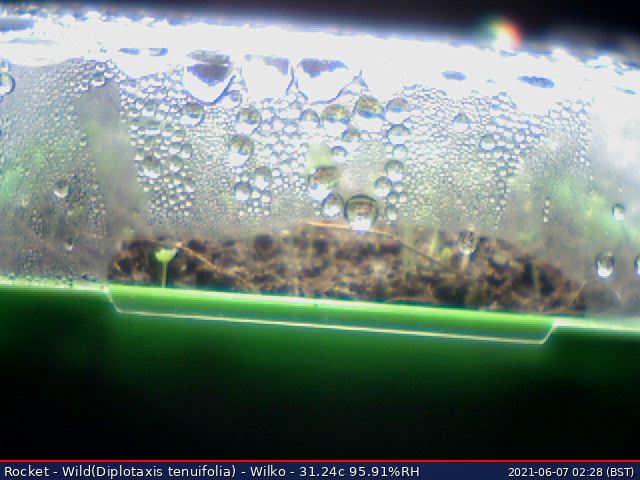 Rocket - Wild(Diplotaxis tenuifolia) - Wilko - 31.24c 95.91%RH 2021-06-07 02:28 (BST)